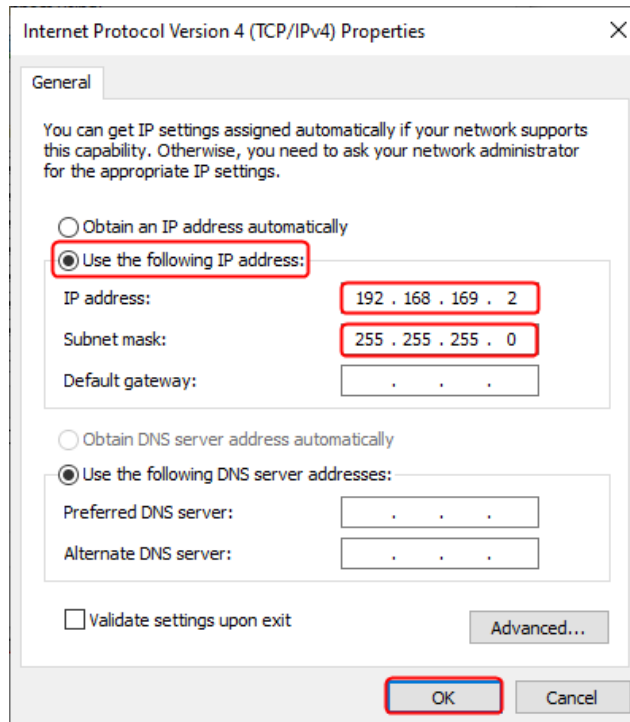 Internet Protocol Version 4 (TCP/IPv4) Properties
General
You can get IP settings assigned automatically if your network supports
this capability. Otherwise, you need to ask your network administrator
for the appropriate IP settings.
Obtain an IP address automatically
Use the following IP address:
IP address: 192 . 168 . 169 . 2
Subnet mask: 255 . 255 . 255 . 0
Default gateway: . . .
Obtain DNS server address automatically
Use the following DNS server addresses:
Preferred DNS server: . . .
Alternate DNS server: . . .
Validate settings upon exit
Advanced...
OK Cancel